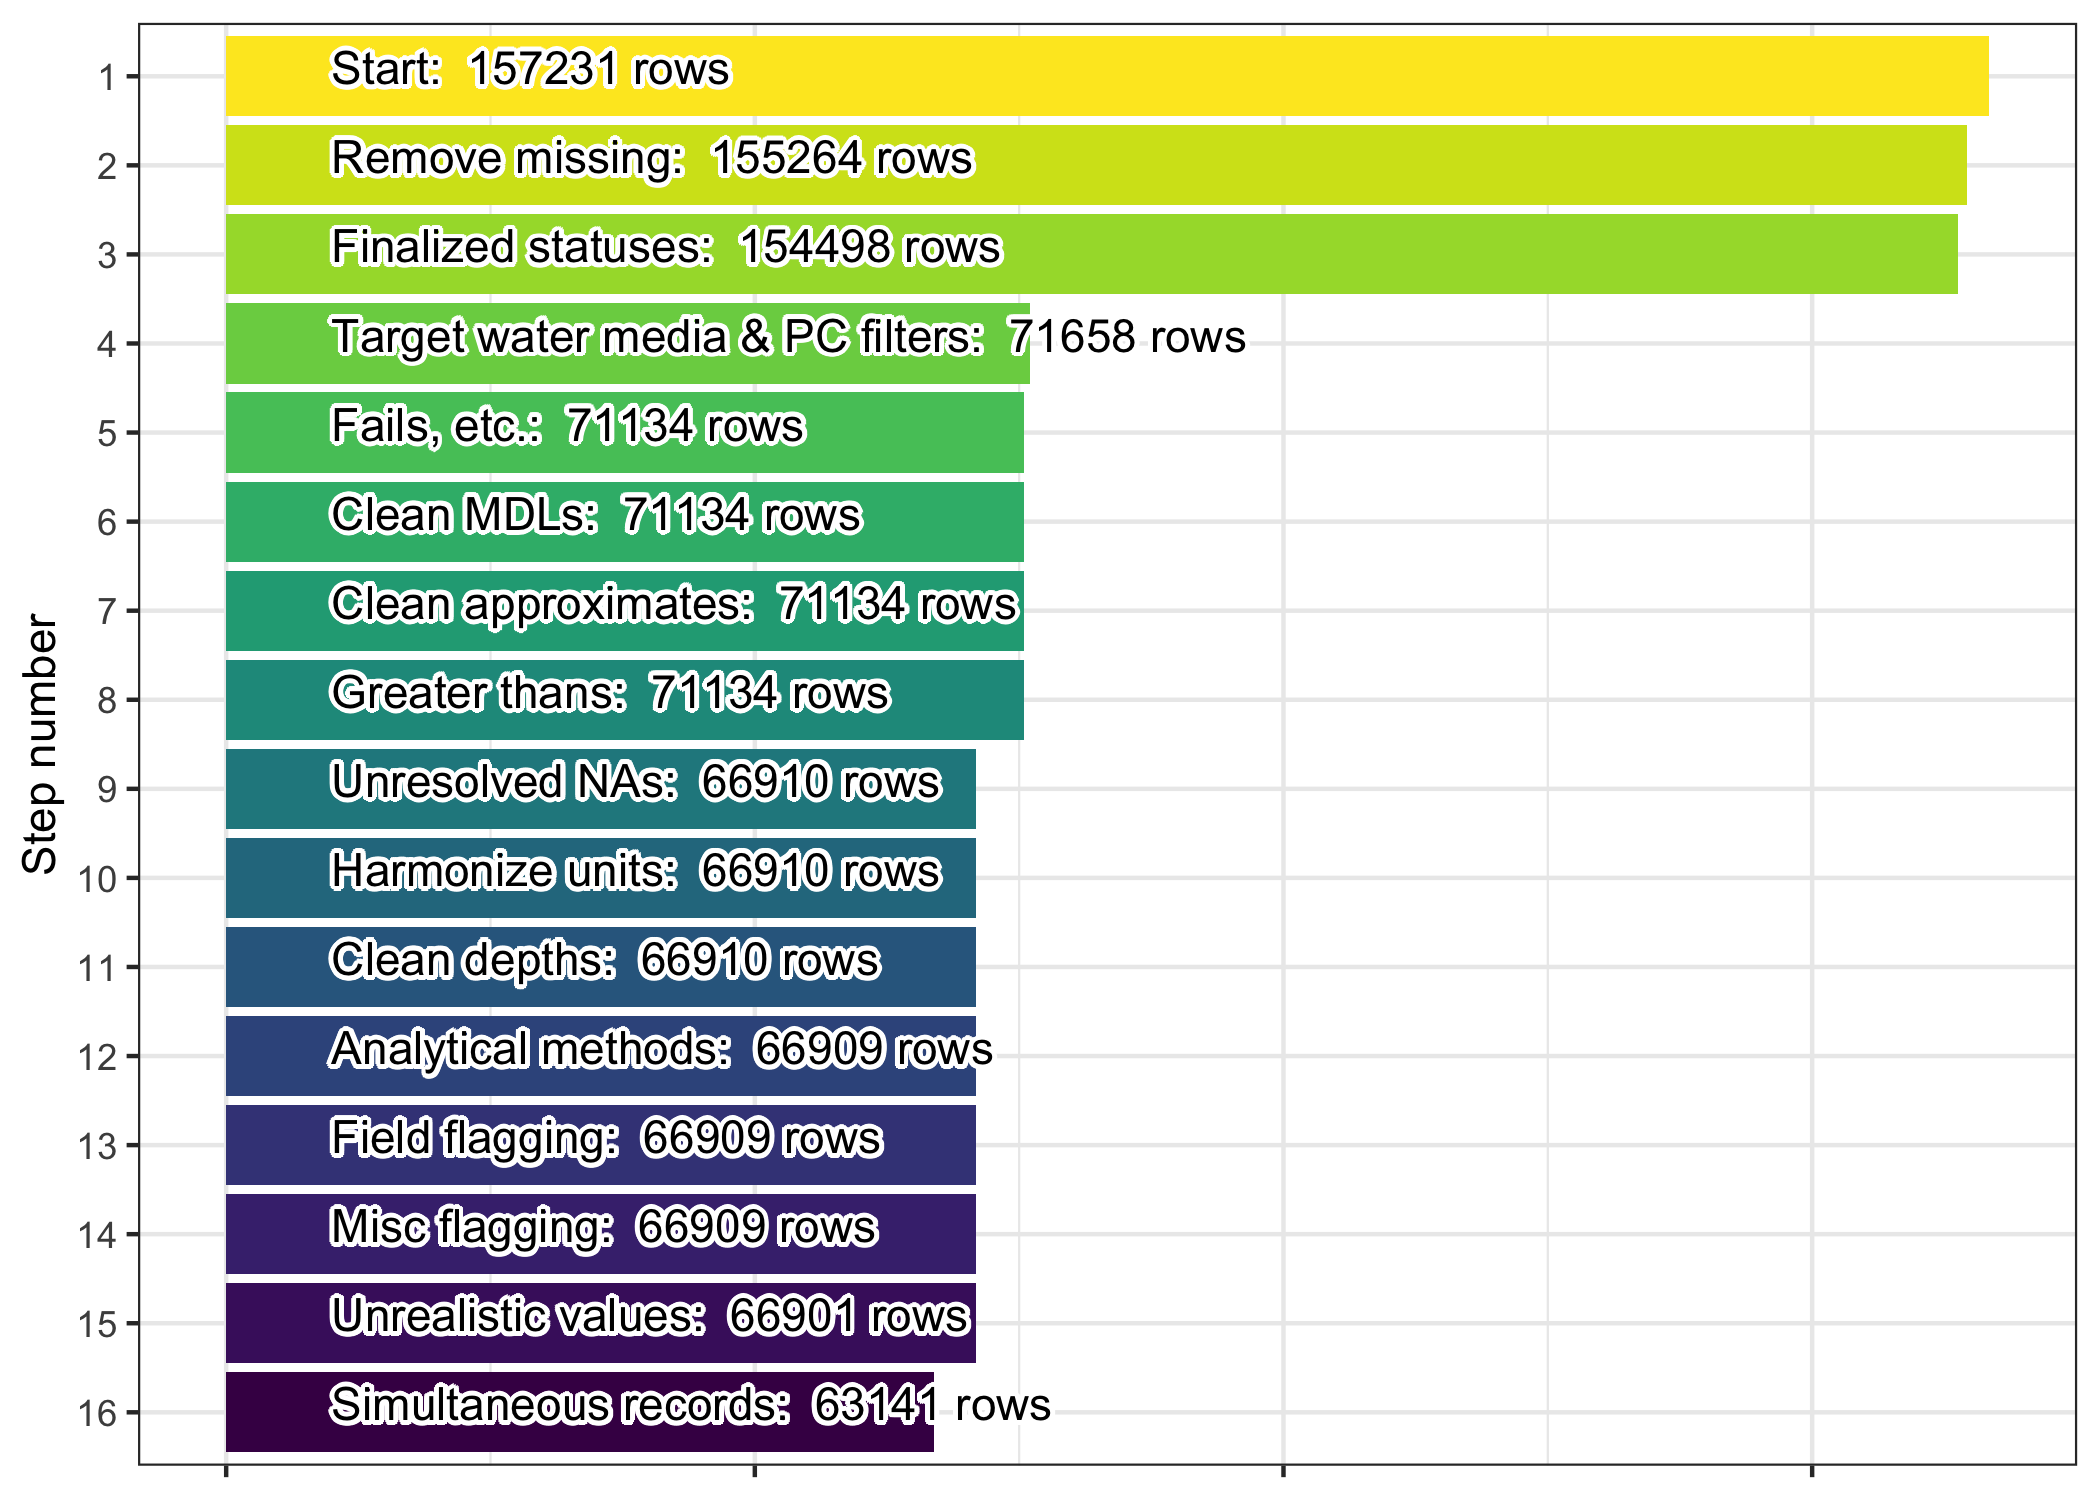 1 Start: 157231 rows
2 Remove missing: 155264 rows
3 Finalized statuses: 154498 rows
4 Target water media & PC filters: 71658 rows
5 Fails, etc.: 71134 rows
6 Clean MDLs: 71134 rows
7 Clean approximates: 71134 rows
8 Greater thans: 71134 rows
9 Unresolved NAs: 66910 rows
10 Harmonize units: 66910 rows
11 Clean depths: 66910 rows
12 Analytical methods: 66909 rows
13 Field flagging: 66909 rows
14 Misc flagging: 66909 rows
15 Unrealistic values: 66901 rows
16 Simultaneous records: 63141 rows
Step number